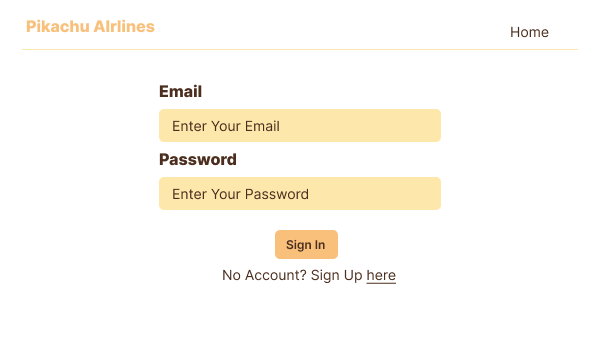 Pikachu AIrlines
Home
Email
Enter Your Email
Password
Enter Your Password
Sign In
No Account? Sign Up here